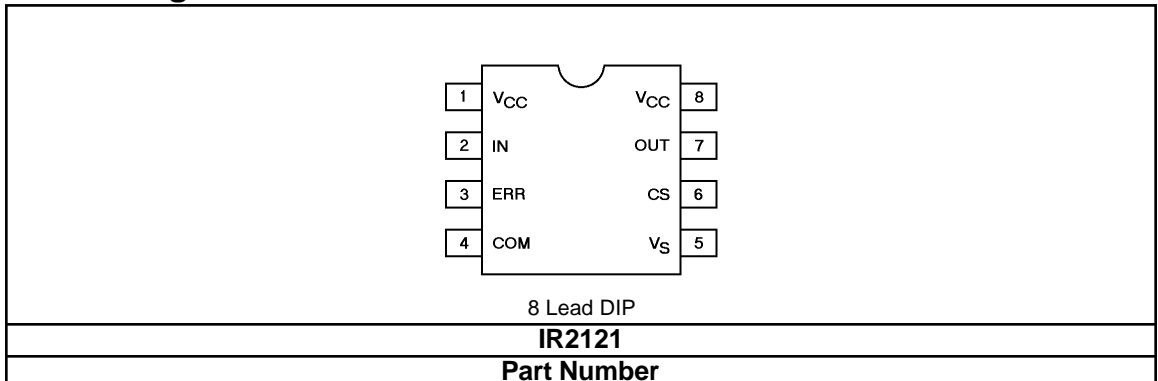 1 VCC VCC 8
2 IN OUT 7
3 ERR CS 6
4 COM VS 5
8 Lead DIP
IR2121
Part Number